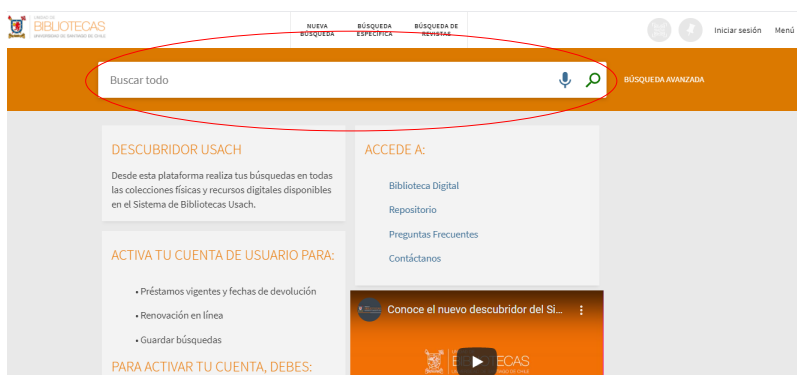 UNIDAD DE
BIBLIOTECAS
UNIVERSIDAD DE SANTIAGO DE CHILE
NUEVA BÚSQUEDA
BÚSQUEDA ESPECÍFICA
BÚSQUEDA DE REVISTAS
Iniciar sesión
Menú
Buscar todo
BÚSQUEDA AVANZADA
DESCUBRIDOR USACH
Desde esta plataforma realiza tus búsquedas en todas
las colecciones físicas y recursos digitales disponibles
en el Sistema de Bibliotecas Usach.
ACTIVA TU CUENTA DE USUARIO PARA:
• Préstamos vigentes y fechas de devolución
• Renovación en línea
• Guardar búsquedas
PARA ACTIVAR TU CUENTA, DEBES:
ACCEDE A:
Biblioteca Digital
Repositorio
Preguntas Frecuentes
Contáctanos
Conoce el nuevo descubridor del Si...